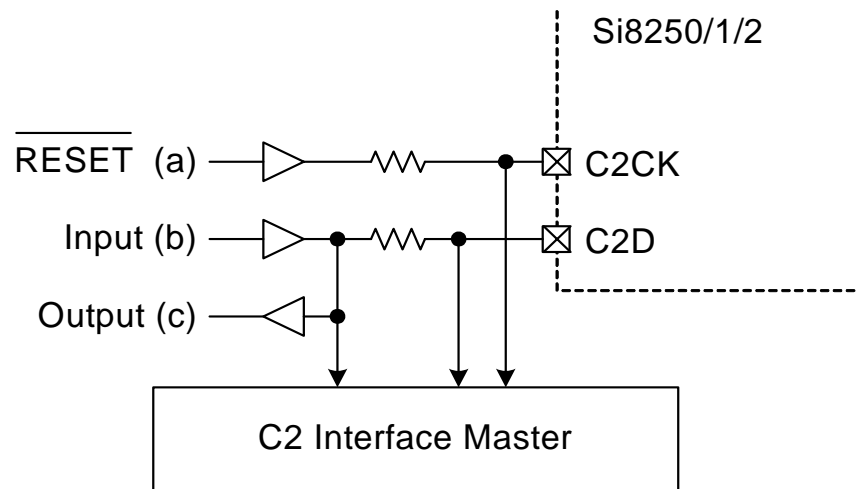 Si8250/1/2
RESET (a)
C2CK
Input (b)
C2D
Output (c)
C2 Interface Master